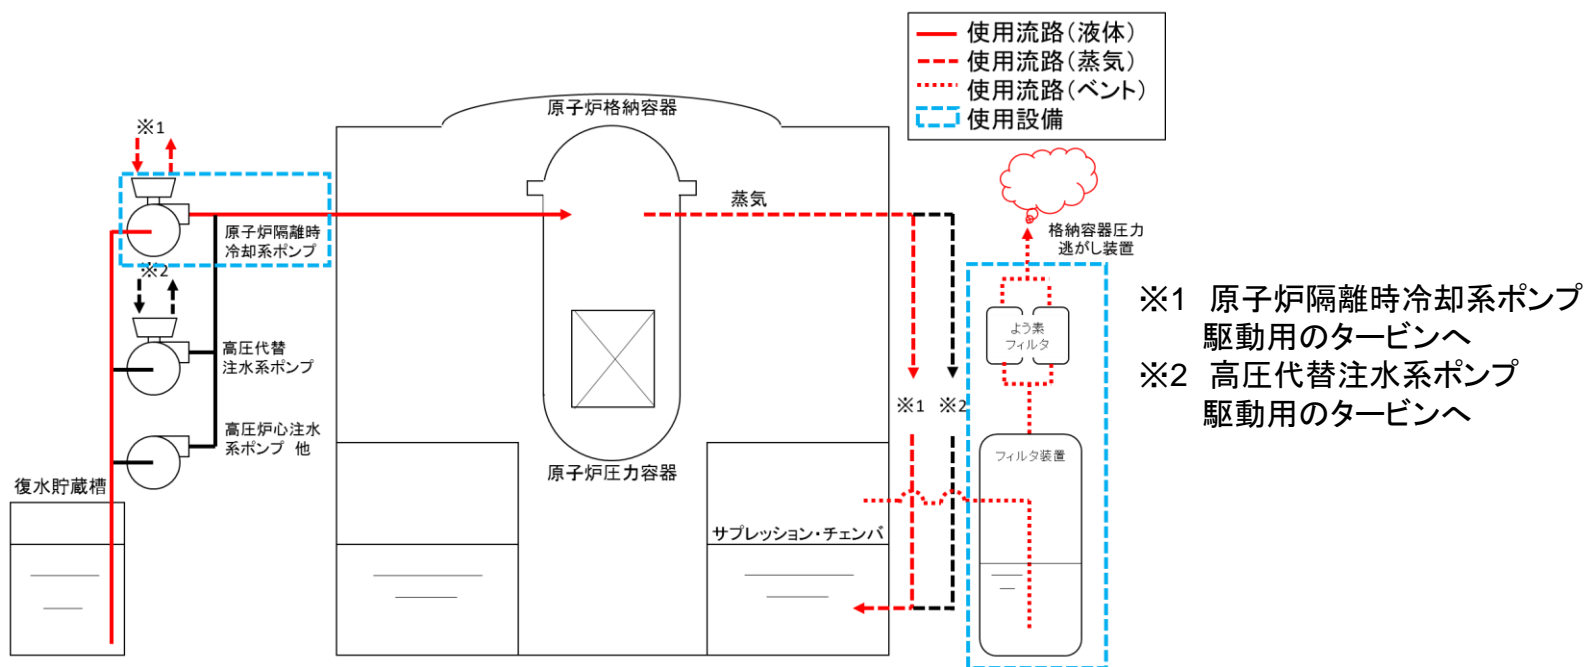 使用流路(液体)
使用流路(蒸気)
使用流路(ベント)
使用設備
原子炉格納容器
※1
蒸気
原子炉隔離時
冷却系ポンプ
格納容器圧力
逃がし装置
※2
※1 原子炉隔離時冷却系ポンプ
駆動用のタービンへ
※2 高圧代替注水系ポンプ
駆動用のタービンへ
よう素
フィルタ
高圧代替
注水系ポンプ
※1
※2
高圧炉心注水
系ポンプ 他
フィルタ装置
原子炉圧力容器
復水貯蔵槽
サプレッション・チェンバ